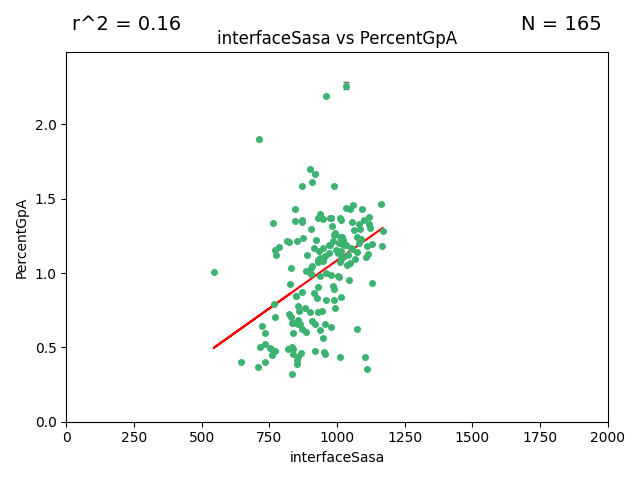 r^2 = 0.16
N = 165
interfaceSasa vs PercentGpA
PercentGpA
2.0
1.5
1.0
0.5
0.0
0 250 500 750 1000 1250 1500 1750 2000
interfaceSasa